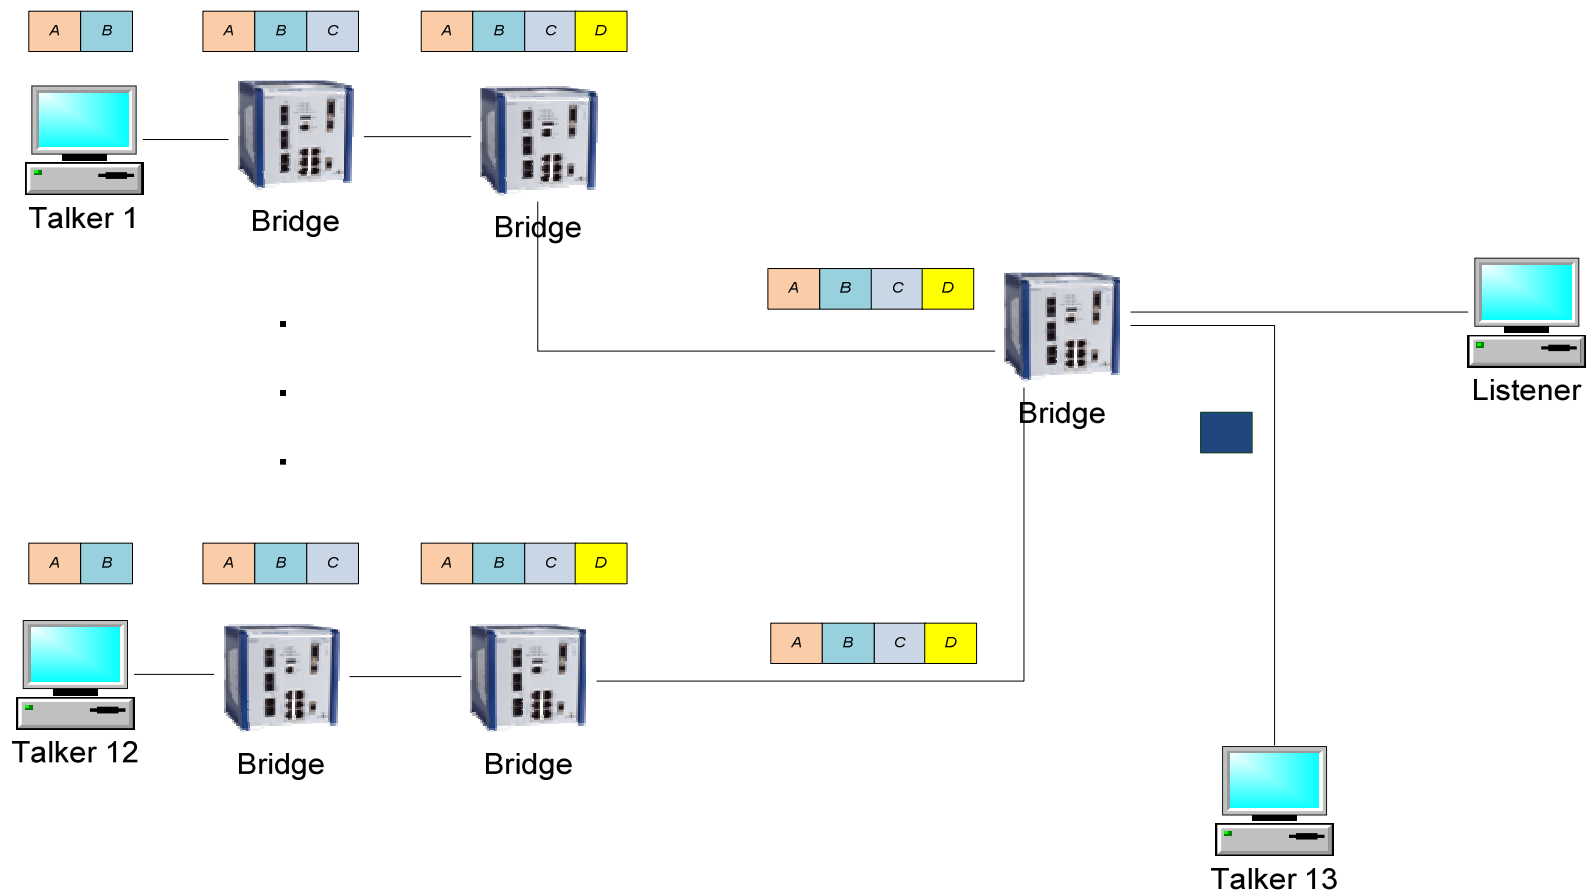 A B
A B C
A B C D
Talker 1
Bridge
Bridge
A B C D
Bridge
Listener
A B
A B C
A B C D
A B C D
Talker 12
Bridge
Bridge
Talker 13